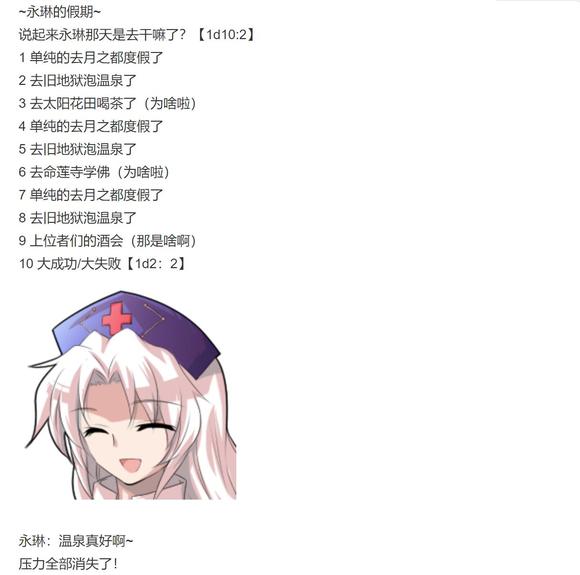 ~永琳的假期~
说起来永琳那天是去干嘛了？【1d10:2】
1 单纯的去月之都度假了
2 去旧地狱泡温泉了
3 去太阳花田喝茶了（为啥啦）
4 单纯的去月之都度假了
5 去旧地狱泡温泉了
6 去命莲寺学佛（为啥啦）
7 单纯的去月之都度假了
8 去旧地狱泡温泉了
9 上位者们的酒会（那是啥啊）
10 大成功/大失败【1d2：2】
永琳：温泉真好啊~
压力全部消失了！